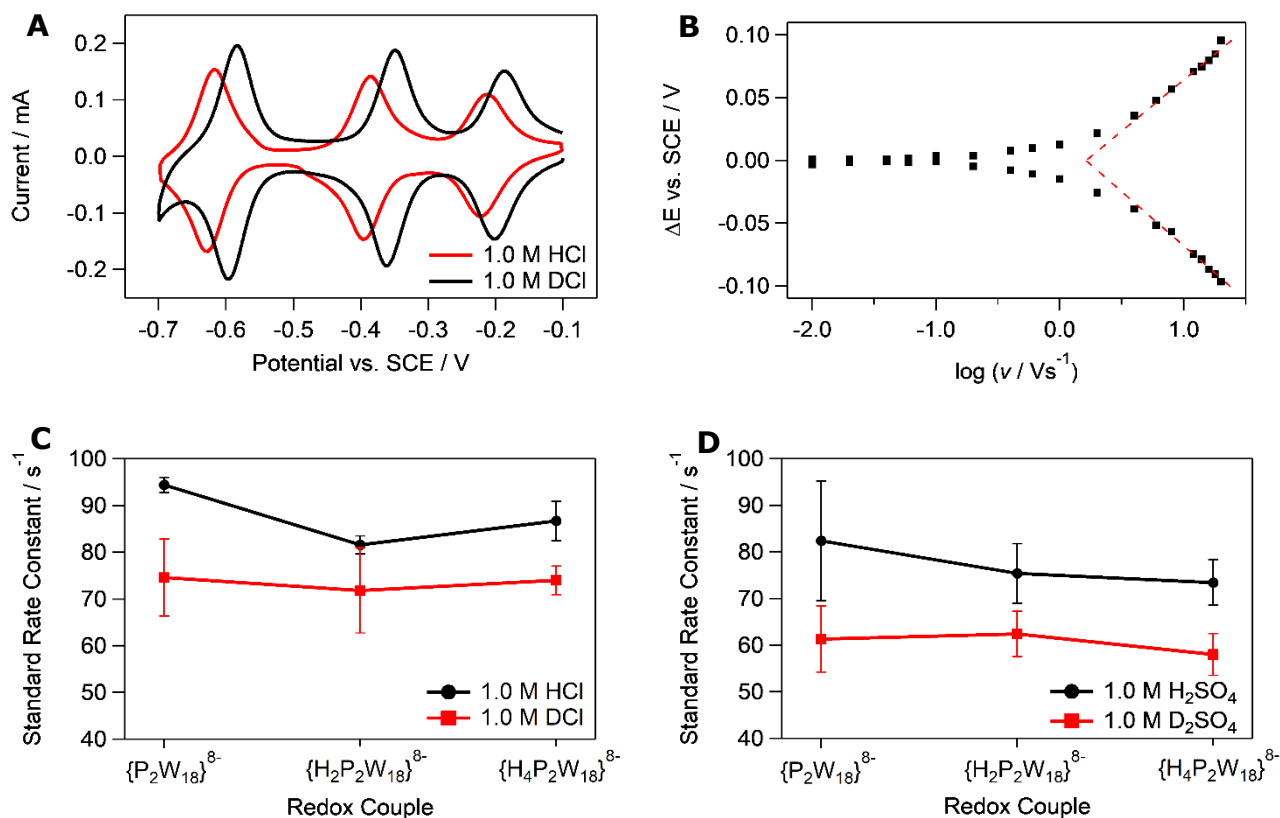 A
Current / mA
0.2
0.1
0.0
-0.1
-0.2
1.0 M HCl
1.0 M DCl
-0.7
-0.6
-0.5
-0.4
-0.3
-0.2
-0.1
Potential vs. SCE / V
B
ΔE vs. SCE / V
0.10
0.05
0.00
-0.05
-0.10
-2.0
-1.0
0.0
1.0
log (v / Vs⁻¹)
C
Standard Rate Constant / s⁻¹
100
90
80
70
60
50
40
1.0 M HCl
1.0 M DCl
{P₂W₁₈}⁸⁻
{H₂P₂W₁₈}⁸⁻
{H₄P₂W₁₈}⁸⁻
Redox Couple
D
Standard Rate Constant / s⁻¹
100
90
80
70
60
50
40
1.0 M H₂SO₄
1.0 M D₂SO₄
{P₂W₁₈}⁸⁻
{H₂P₂W₁₈}⁸⁻
{H₄P₂W₁₈}⁸⁻
Redox Couple